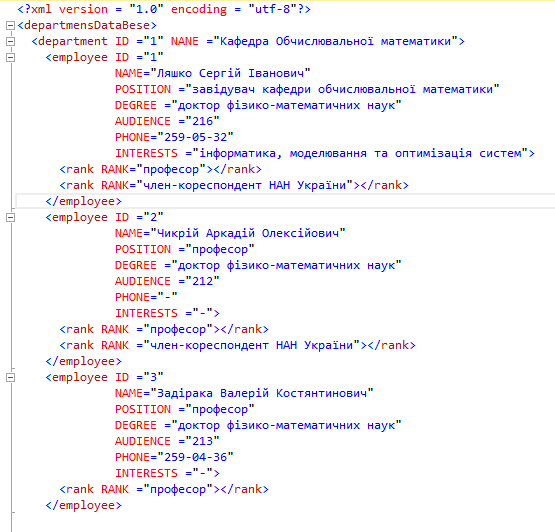 <?xml version = "1.0" encoding = "utf-8"?>
<departmensDataBese>
<department ID ="1" NANE ="Кафедра Обчислювальної математики">
<employee ID ="1"
NAME="Ляшко Сергій Іванович"
POSITION ="завідувач кафедри обчислювальної математики"
DEGREE ="доктор фізико-математичних наук"
AUDIENCE ="216"
PHONE="259-05-32"
INTERESTS ="інформатика, моделювання та оптимізація систем">
<rank RANK="професор"></rank>
<rank RANK="член-кореспондент НАН України"></rank>
</employee>
<employee ID ="2"
NAME="Чикрій Аркадій Олексійович"
POSITION ="професор"
DEGREE ="доктор фізико-математичних наук"
AUDIENCE ="212"
PHONE="-"
INTERESTS ="-">
<rank RANK ="професор"></rank>
<rank RANK ="член-кореспондент НАН України"></rank>
</employee>
<employee ID ="3"
NAME="Задірака Валерій Костянтинович"
POSITION ="професор"
DEGREE ="доктор фізико-математичних наук"
AUDIENCE ="213"
PHONE="259-04-36"
INTERESTS ="-">
<rank RANK ="професор"></rank>
</employee>